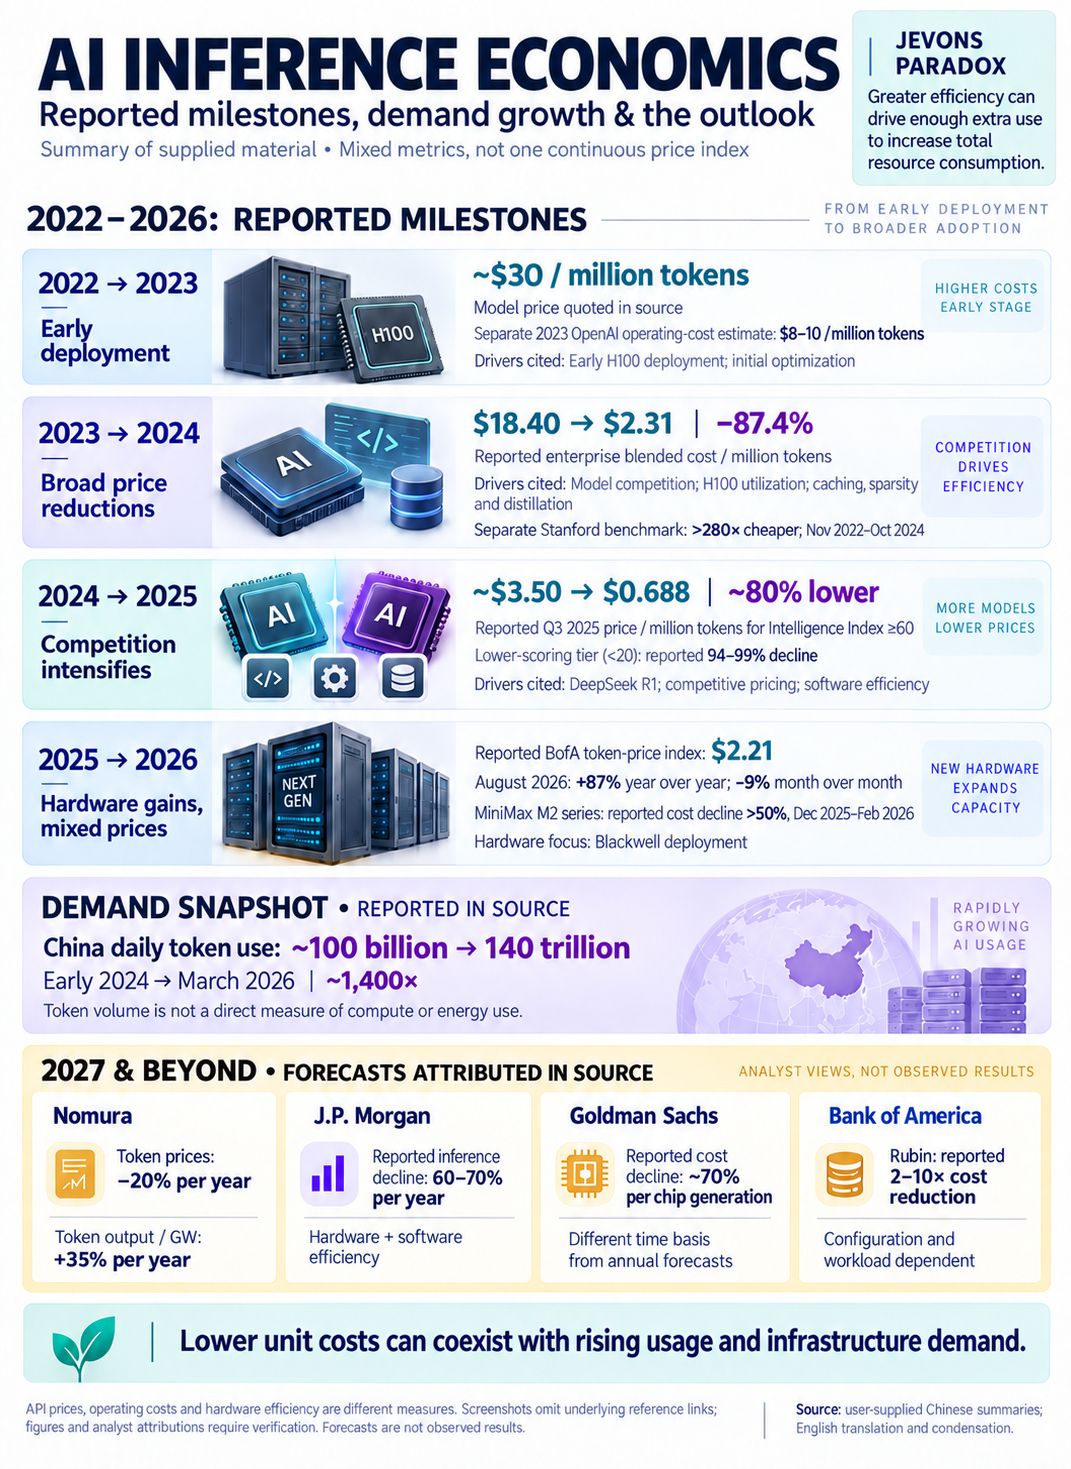 AI INFERENCE ECONOMICS
Reported milestones, demand growth & the outlook
Summary of supplied material • Mixed metrics, not one continuous price index
JEVONS
PARADOX
Greater efficiency can
drive enough extra use
to increase total
resource consumption.
2022–2026: REPORTED MILESTONES
FROM EARLY DEPLOYMENT
TO BROADER ADOPTION
2022 → 2023
Early
deployment
H100
~$30 / million tokens
Model price quoted in source
Separate 2023 OpenAI operating-cost estimate: $8–10 / million tokens
Drivers cited: Early H100 deployment; initial optimization
HIGHER COSTS
EARLY STAGE
2023 → 2024
Broad price
reductions
AI
</>
$18.40 → $2.31 | −87.4%
Reported enterprise blended cost / million tokens
Drivers cited: Model competition; H100 utilization; caching, sparsity
and distillation
Separate Stanford benchmark: >280× cheaper; Nov 2022–Oct 2024
COMPETITION
DRIVES
EFFICIENCY
2024 → 2025
Competition
intensifies
AI
AI
</>
~$3.50 → $0.688 | ~80% lower
Reported Q3 2025 price / million tokens for Intelligence Index ≥60
Lower-scoring tier (<20): reported 94–99% decline
Drivers cited: DeepSeek R1; competitive pricing; software efficiency
MORE MODELS
LOWER PRICES
2025 → 2026
Hardware gains,
mixed prices
NEXT
GEN
Reported BofA token-price index: $2.21
August 2026: +87% year over year; −9% month over month
MiniMax M2 series: reported cost decline >50%, Dec 2025–Feb 2026
Hardware focus: Blackwell deployment
NEW HARDWARE
EXPANDS
CAPACITY
DEMAND SNAPSHOT • REPORTED IN SOURCE
China daily token use: ~100 billion → 140 trillion
Early 2024 → March 2026 | ~1,400×
Token volume is not a direct measure of compute or energy use.
RAPIDLY
GROWING
AI USAGE
2027 & BEYOND • FORECASTS ATTRIBUTED IN SOURCE
ANALYST VIEWS, NOT OBSERVED RESULTS
Nomura
Token prices:
−20% per year
Token output / GW:
+35% per year
J.P. Morgan
Reported inference
decline: 60–70%
per year
Hardware + software
efficiency
Goldman Sachs
Reported cost
decline: ~70%
per chip generation
Different time basis
from annual forecasts
Bank of America
Rubin: reported
2–10× cost
reduction
Configuration and
workload dependent
Lower unit costs can coexist with rising usage and infrastructure demand.
API prices, operating costs and hardware efficiency are different measures. Screenshots omit underlying reference links;
figures and analyst attributions require verification. Forecasts are not observed results.
Source: user-supplied Chinese summaries;
English translation and condensation.